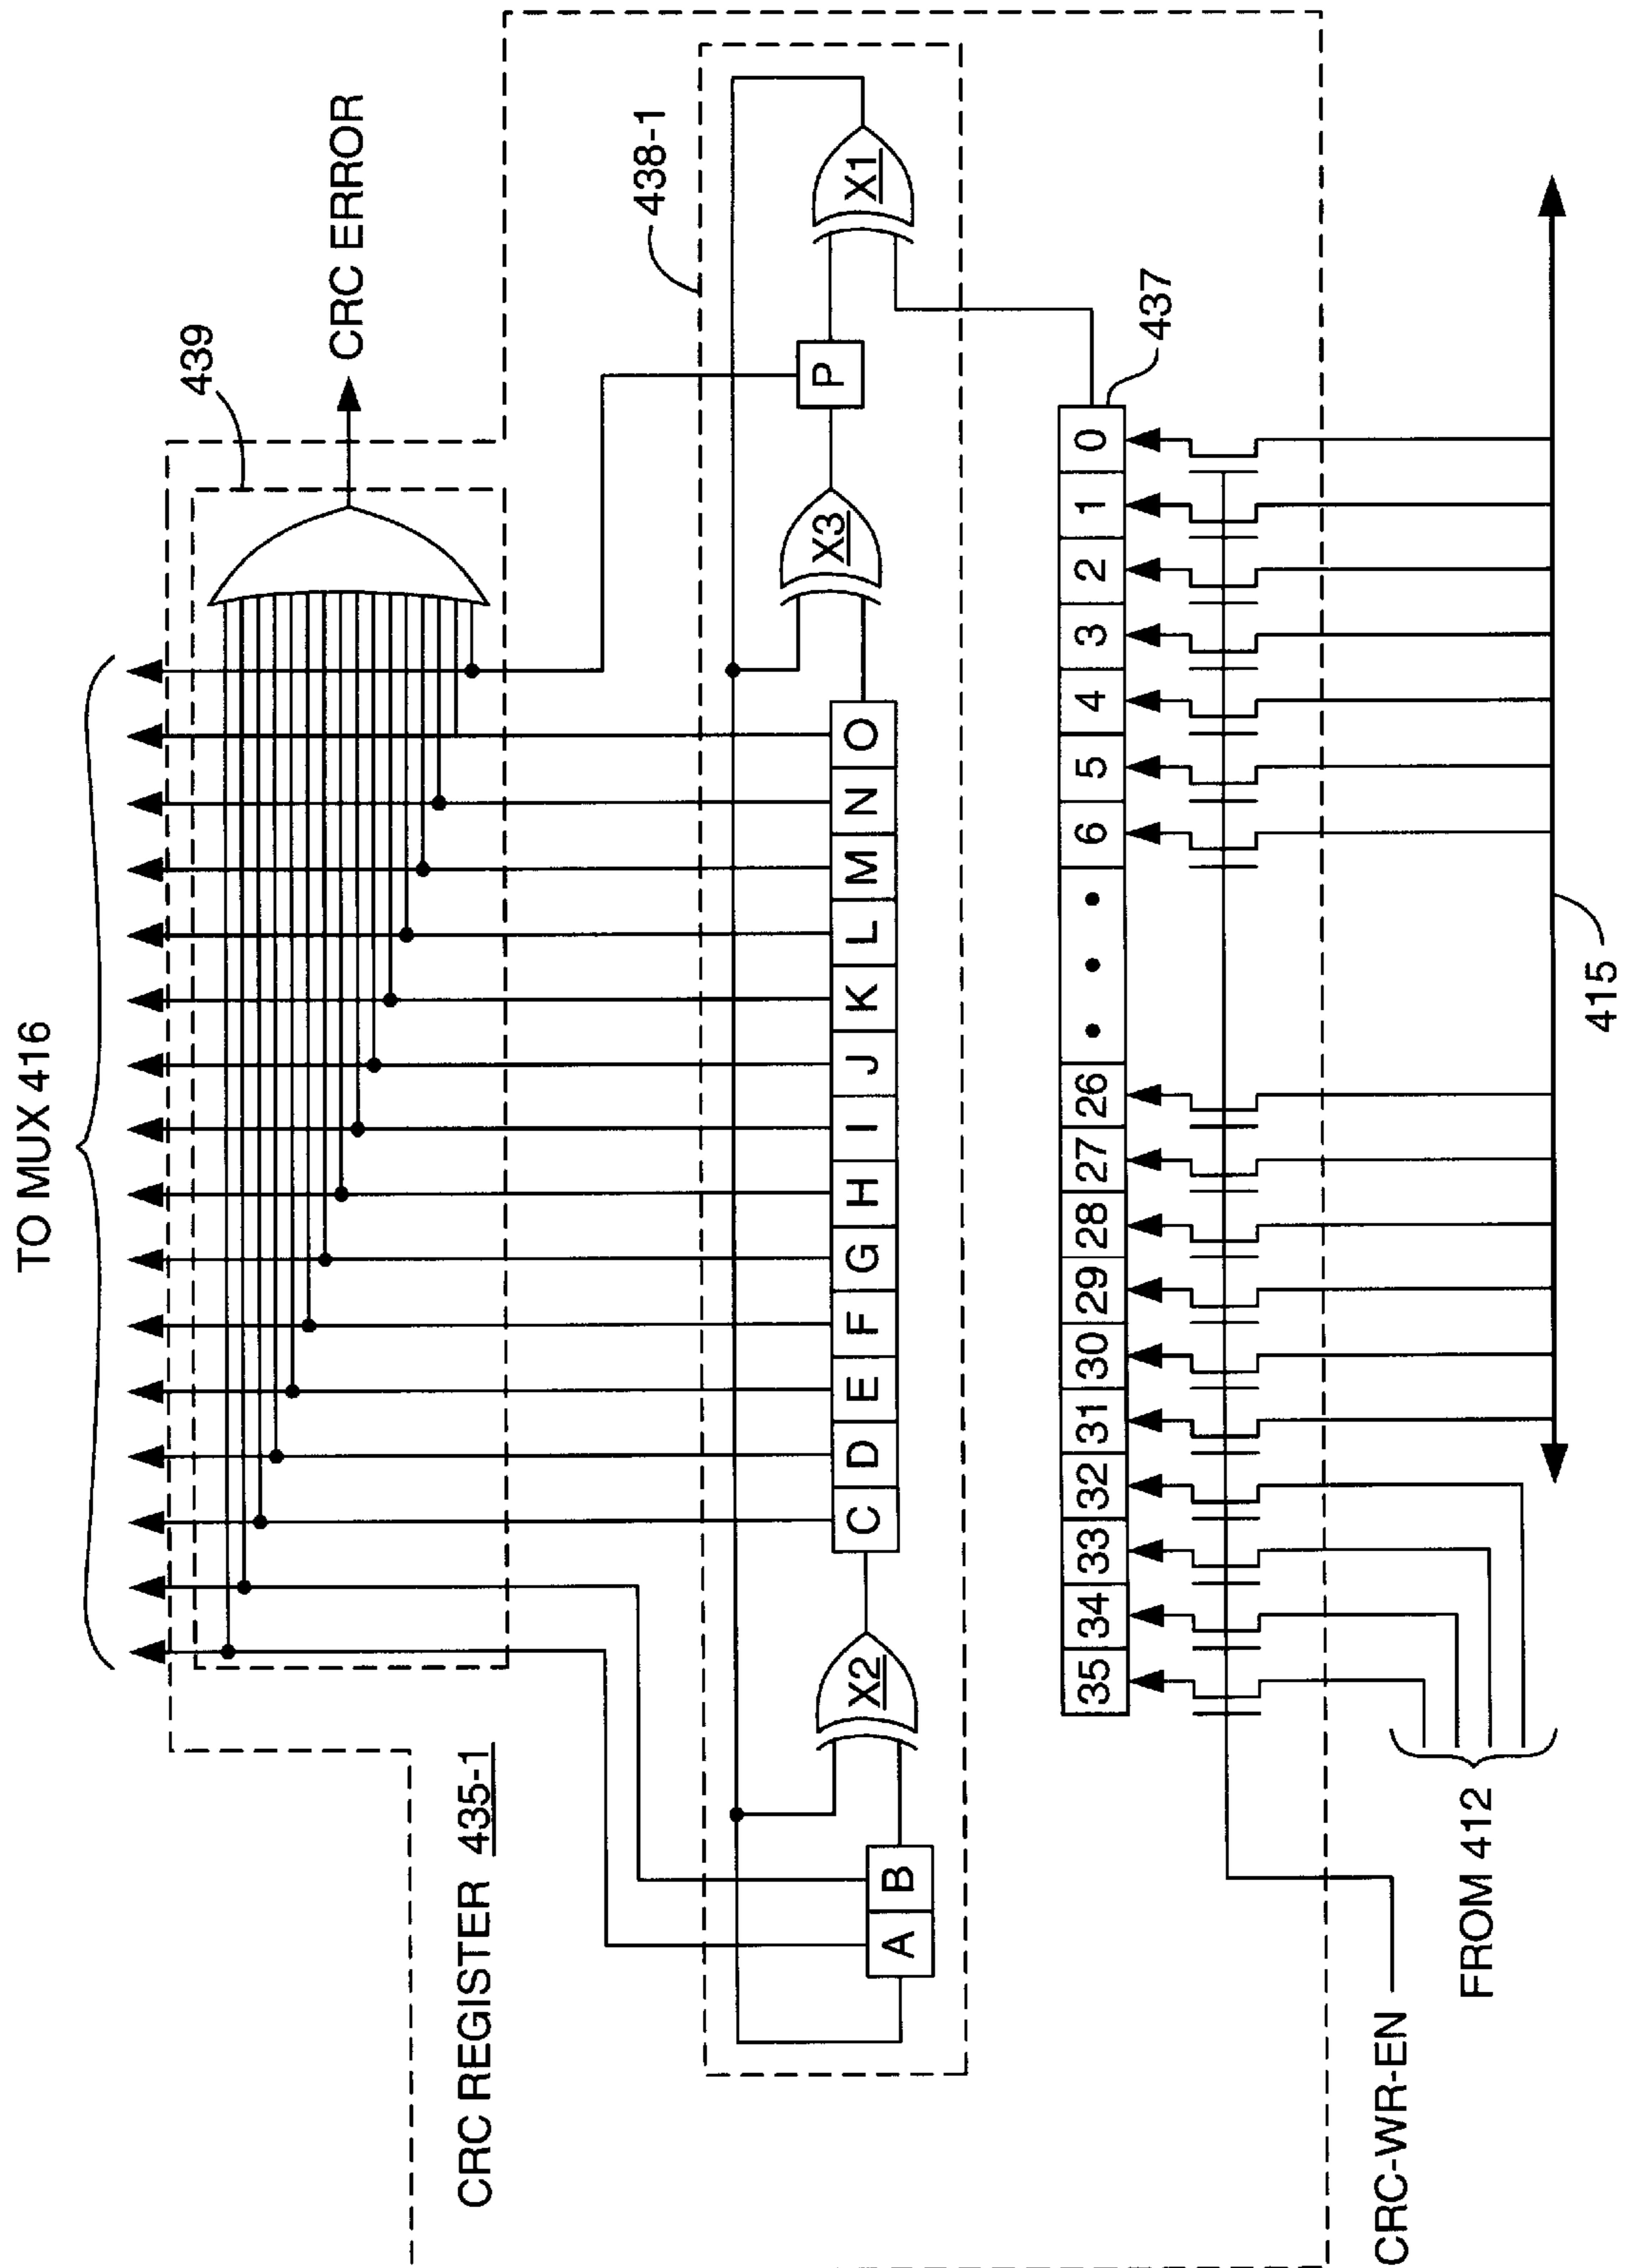 TO MUX 416
439
CRC ERROR
CRC REGISTER 435-1
438-1
A B
X2
C D E F G H I J K L M N O
X3
P
X1
437
35 34 33 32 31 30 29 28 27 26 • • • 6 5 4 3 2 1 0
CRC-WR-EN
FROM 412
415